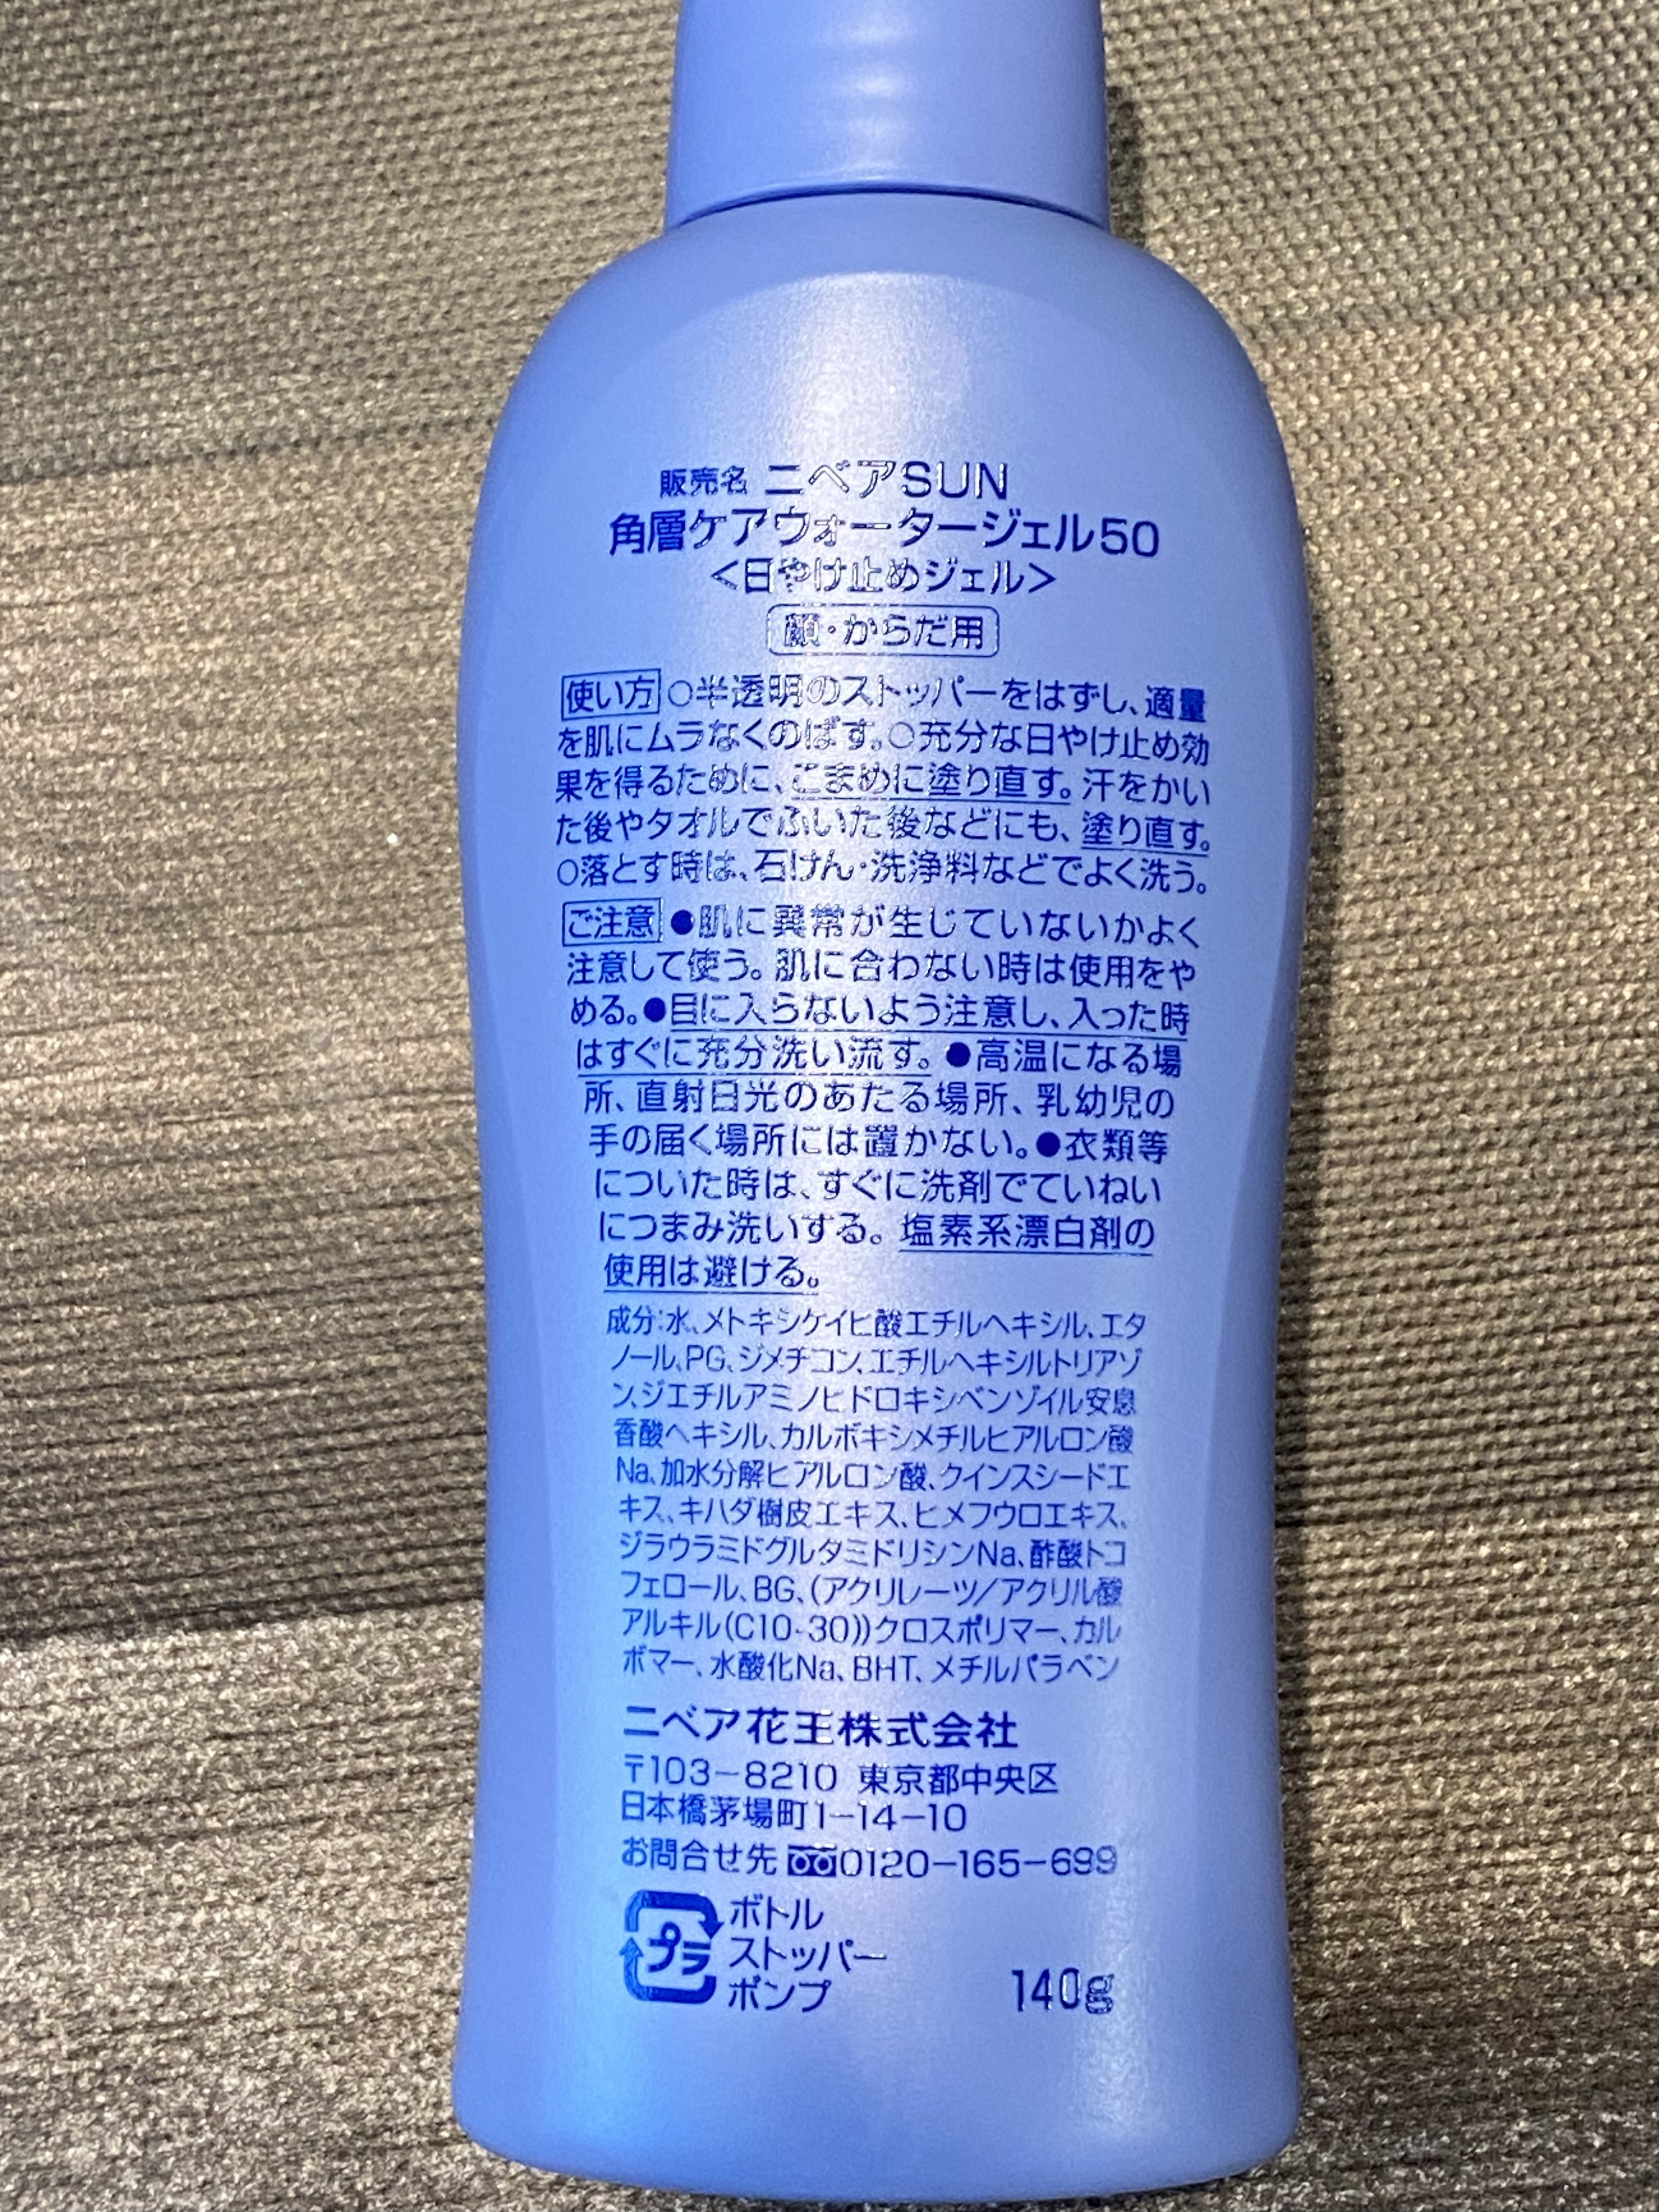 販売名 ニベアSUN
角層ケアウォータージェル50
<日やけ止めジェル>
顔・からだ用
使い方 ○半透明のストッパーをはずし、適量
を肌にムラなくのばす。○充分な日やけ止め効
果を得るために、こまめに塗り直す。汗をかい
た後やタオルでふいた後などにも、塗り直す。
○落とす時は、石けん・洗浄料などでよく洗う。
ご注意 ●肌に異常が生じていないかよく
注意して使う。肌に合わない時は使用をや
める。●目に入らないよう注意し、入った時
はすぐに充分洗い流す。●高温になる場
所、直射日光のあたる場所、乳幼児の
手の届く場所には置かない。●衣類等
についた時は、すぐに洗剤でていねい
につまみ洗いする。塩素系漂白剤の
使用は避ける。
成分：水、メトキシケイヒ酸エチルヘキシル、エタ
ノール、PG、ジメチコン、エチルヘキシルトリアゾ
ン、ジエチルアミノヒドロキシベンゾイル安息
香酸ヘキシル、カルボキシメチルヒアルロン酸
Na、加水分解ヒアルロン酸、クインスシードエ
キス、キハダ樹皮エキス、ヒメフウロエキス、
ジラウラミドグルタミドリシンNa、酢酸トコ
フェロール、BG、(アクリレーツ/アクリル酸
アルキル(C10-30))クロスポリマー、カル
ボマー、水酸化Na、BHT、メチルパラベン
ニベア花王株式会社
〒103-8210 東京都中央区
日本橋茅場町1-14-10
お問合せ先 0120-165-699
プラ ボトル
ストッパー
ポンプ 140g